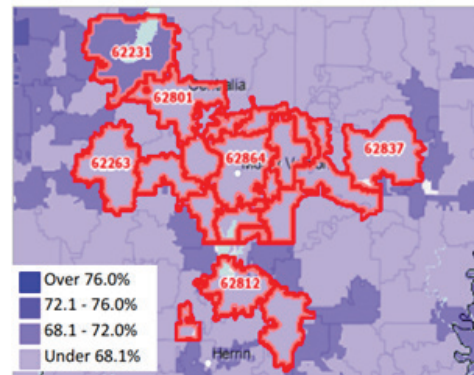 62231
Centralia
62801
62263
62864
62837
62812
Over 76.0%
72.1 - 76.0%
68.1 - 72.0%
Under 68.1%
Herrin